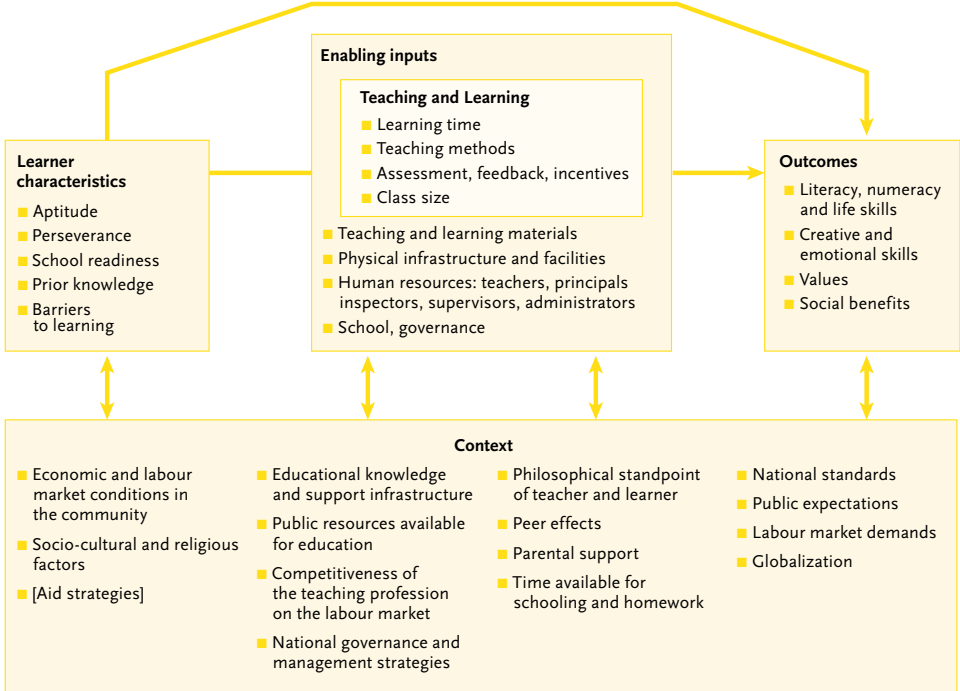 Enabling inputs
Teaching and Learning
Learning time
Teaching methods
Assessment, feedback, incentives
Class size
Teaching and learning materials
Physical infrastructure and facilities
Human resources: teachers, principals
inspectors, supervisors, administrators
School, governance
Learner
characteristics
Aptitude
Perseverance
School readiness
Prior knowledge
Barriers
to learning
Outcomes
Literacy, numeracy
and life skills
Creative and
emotional skills
Values
Social benefits
Context
Economic and labour
market conditions in
the community
Socio-cultural and religious
factors
[Aid strategies]
Educational knowledge
and support infrastructure
Public resources available
for education
Competitiveness of
the teaching profession
on the labour market
National governance and
management strategies
Philosophical standpoint
of teacher and learner
Peer effects
Parental support
Time available for
schooling and homework
National standards
Public expectations
Labour market demands
Globalization